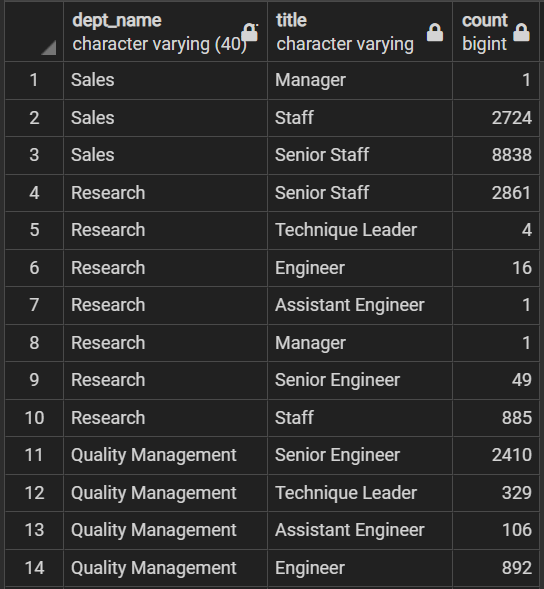 dept_name title count
character varying (40) character varying bigint
1 Sales Manager 1
2 Sales Staff 2724
3 Sales Senior Staff 8838
4 Research Senior Staff 2861
5 Research Technique Leader 4
6 Research Engineer 16
7 Research Assistant Engineer 1
8 Research Manager 1
9 Research Senior Engineer 49
10 Research Staff 885
11 Quality Management Senior Engineer 2410
12 Quality Management Technique Leader 329
13 Quality Management Assistant Engineer 106
14 Quality Management Engineer 892